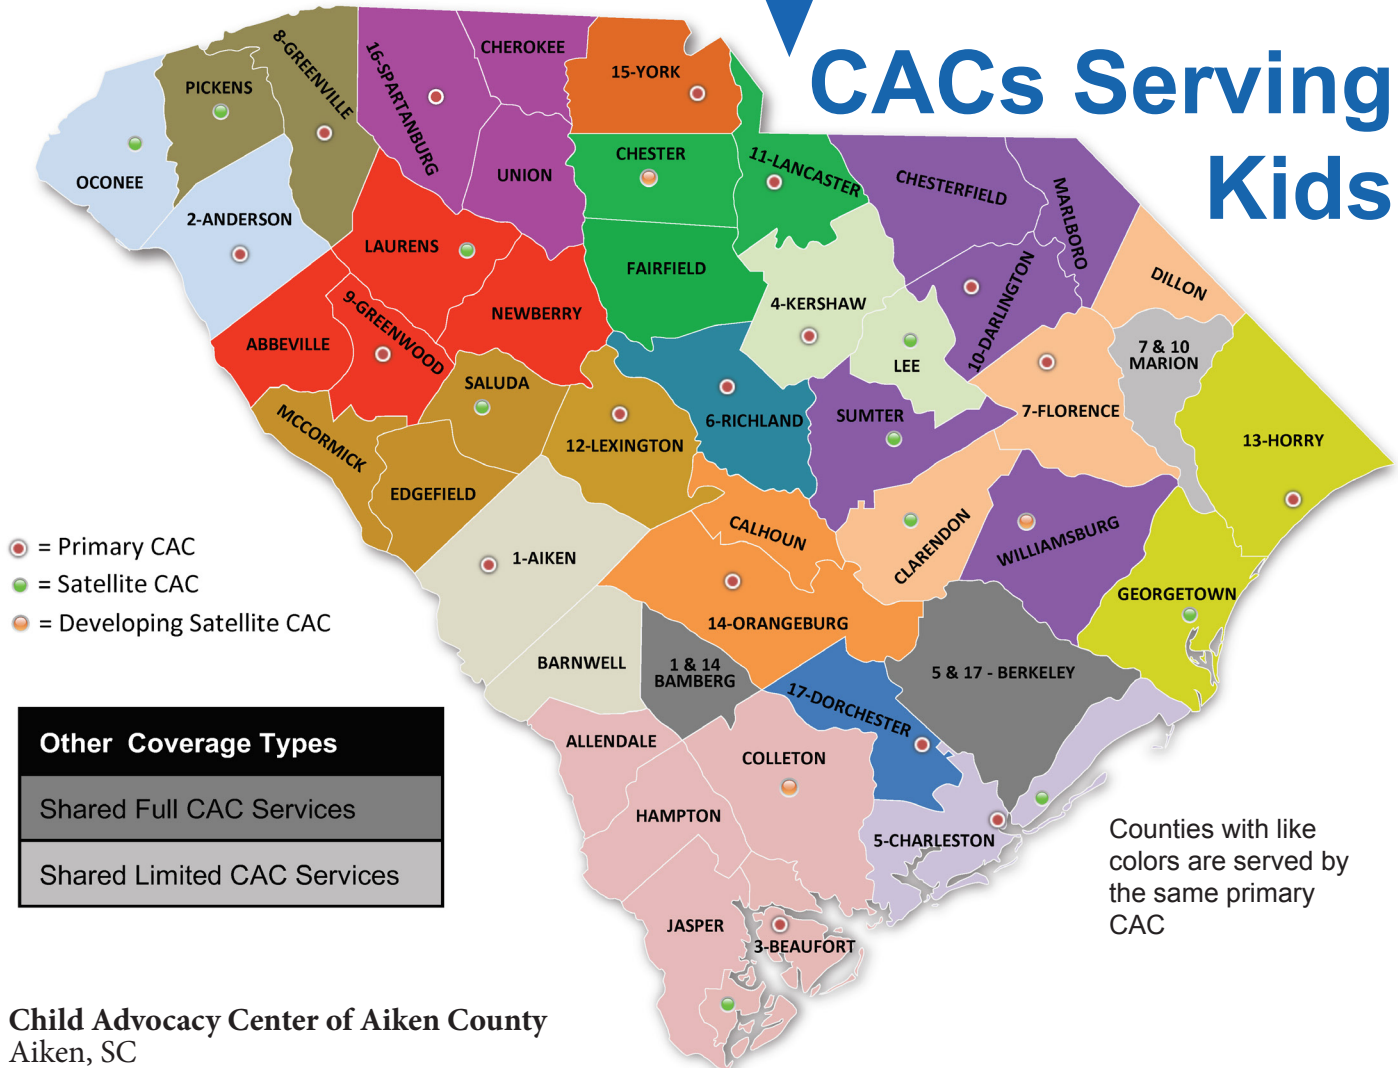 CACs Serving
Kids
8-GREENVILLE
16-SPARTANBURG
CHEROKEE
15-YORK
PICKENS
CHESTER
11-LANCASTER
OCONEE
UNION
CHESTERFIELD
MARLBORO
2-ANDERSON
LAURENS
FAIRFIELD
DILLON
10-DARLINGTON
4-KERSHAW
9-GREENWOOD
NEWBERRY
ABBEVILLE
7 & 10
MARION
LEE
SALUDA
7-FLORENCE
SUMTER
6-RICHLAND
MCCORMICK
12-LEXINGTON
13-HORRY
EDGEFIELD
CALHOUN
CLARENDON
WILLIAMSBURG
= Primary CAC
= Satellite CAC
= Developing Satellite CAC
1-AIKEN
GEORGETOWN
14-ORANGEBURG
BARNWELL
1 & 14
BAMBERG
5 & 17 - BERKELEY
17-DORCHESTER
Other Coverage Types
Shared Full CAC Services
Shared Limited CAC Services
ALLENDALE
COLLETON
HAMPTON
5-CHARLESTON
Counties with like
colors are served by
the same primary
CAC
JASPER
3-BEAUFORT
Child Advocacy Center of Aiken County
Aiken, SC